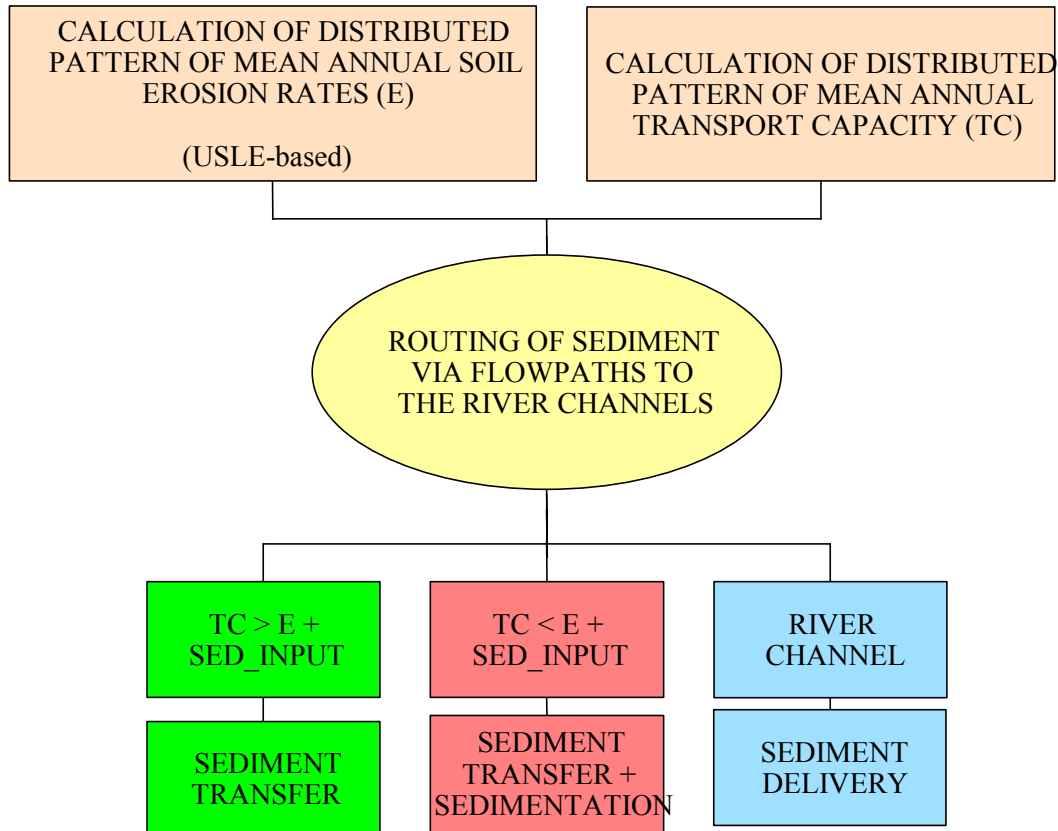 CALCULATION OF DISTRIBUTED
PATTERN OF MEAN ANNUAL SOIL
EROSION RATES (E)
(USLE-based)
CALCULATION OF DISTRIBUTED
PATTERN OF MEAN ANNUAL
TRANSPORT CAPACITY (TC)
ROUTING OF SEDIMENT
VIA FLOWPATHS TO
THE RIVER CHANNELS
TC > E +
SED_INPUT
TC < E +
SED_INPUT
RIVER
CHANNEL
SEDIMENT
TRANSFER
SEDIMENT
TRANSFER +
SEDIMENTATION
SEDIMENT
DELIVERY